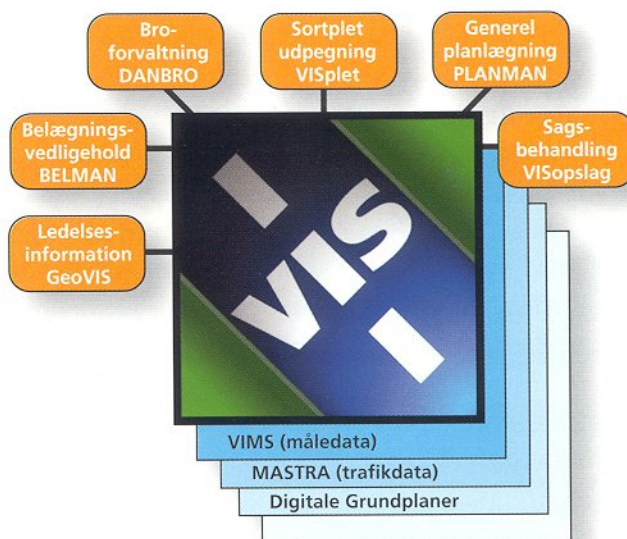 Bro-
forvaltning
DANBRO
Sortplet
udpegning
VISplet
Generel
planlægning
PLANMAN
Belægnings-
vedligehold
BELMAN
Sags-
behandling
VISopslag
Ledelses-
information
GeoVIS
VIS
VIMS (måledata)
MASTRA (trafikdata)
Digitale Grundplaner